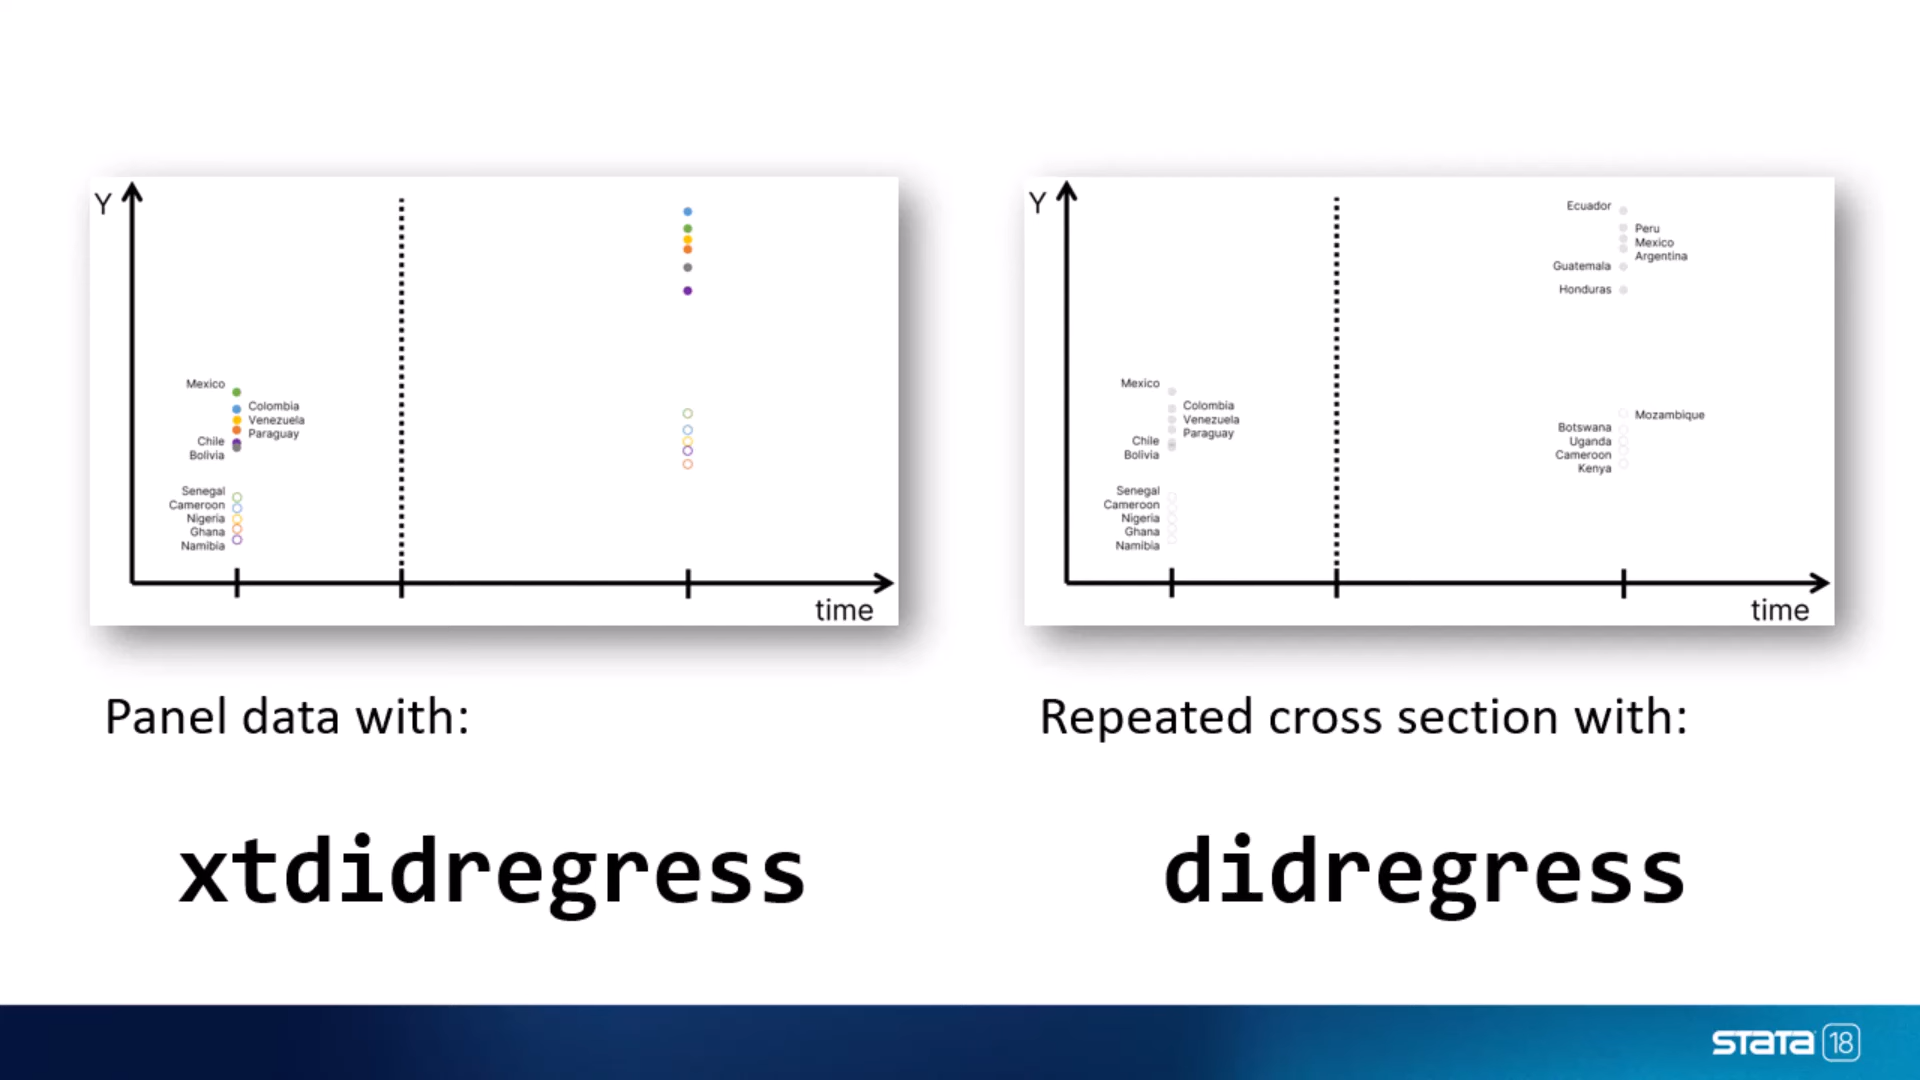 Y
Mexico
Colombia
Venezuela
Paraguay
Chile
Bolivia
Senegal
Cameroon
Nigeria
Ghana
Namibia
time
Y
Ecuador
Peru
Mexico
Argentina
Guatemala
Honduras
Mexico
Colombia
Venezuela
Paraguay
Chile
Bolivia
Mozambique
Botswana
Uganda
Cameroon
Kenya
Senegal
Cameroon
Nigeria
Ghana
Namibia
time
Panel data with:
Repeated cross section with:
xtdidregress
didregress
STATA 18